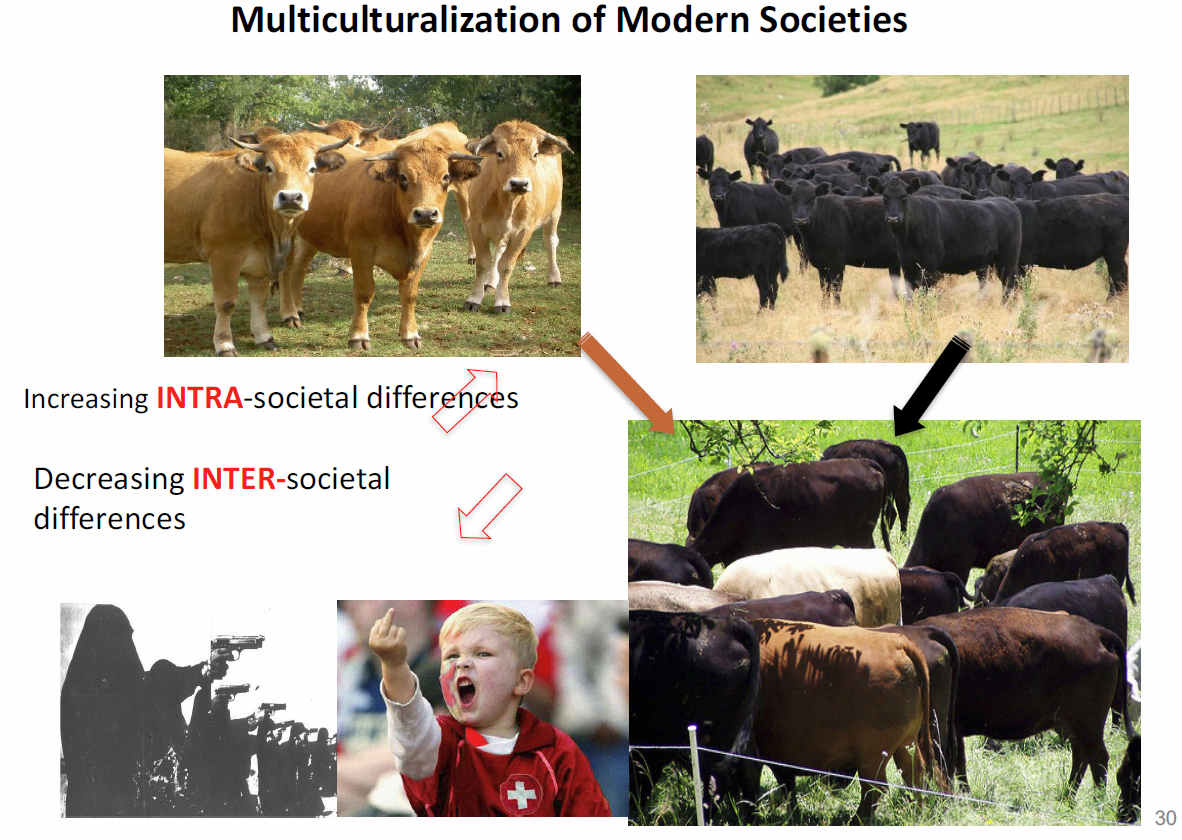 Multiculturalization of Modern Societies
Increasing INTRA-societal differences
Decreasing INTER-societal
differences
30